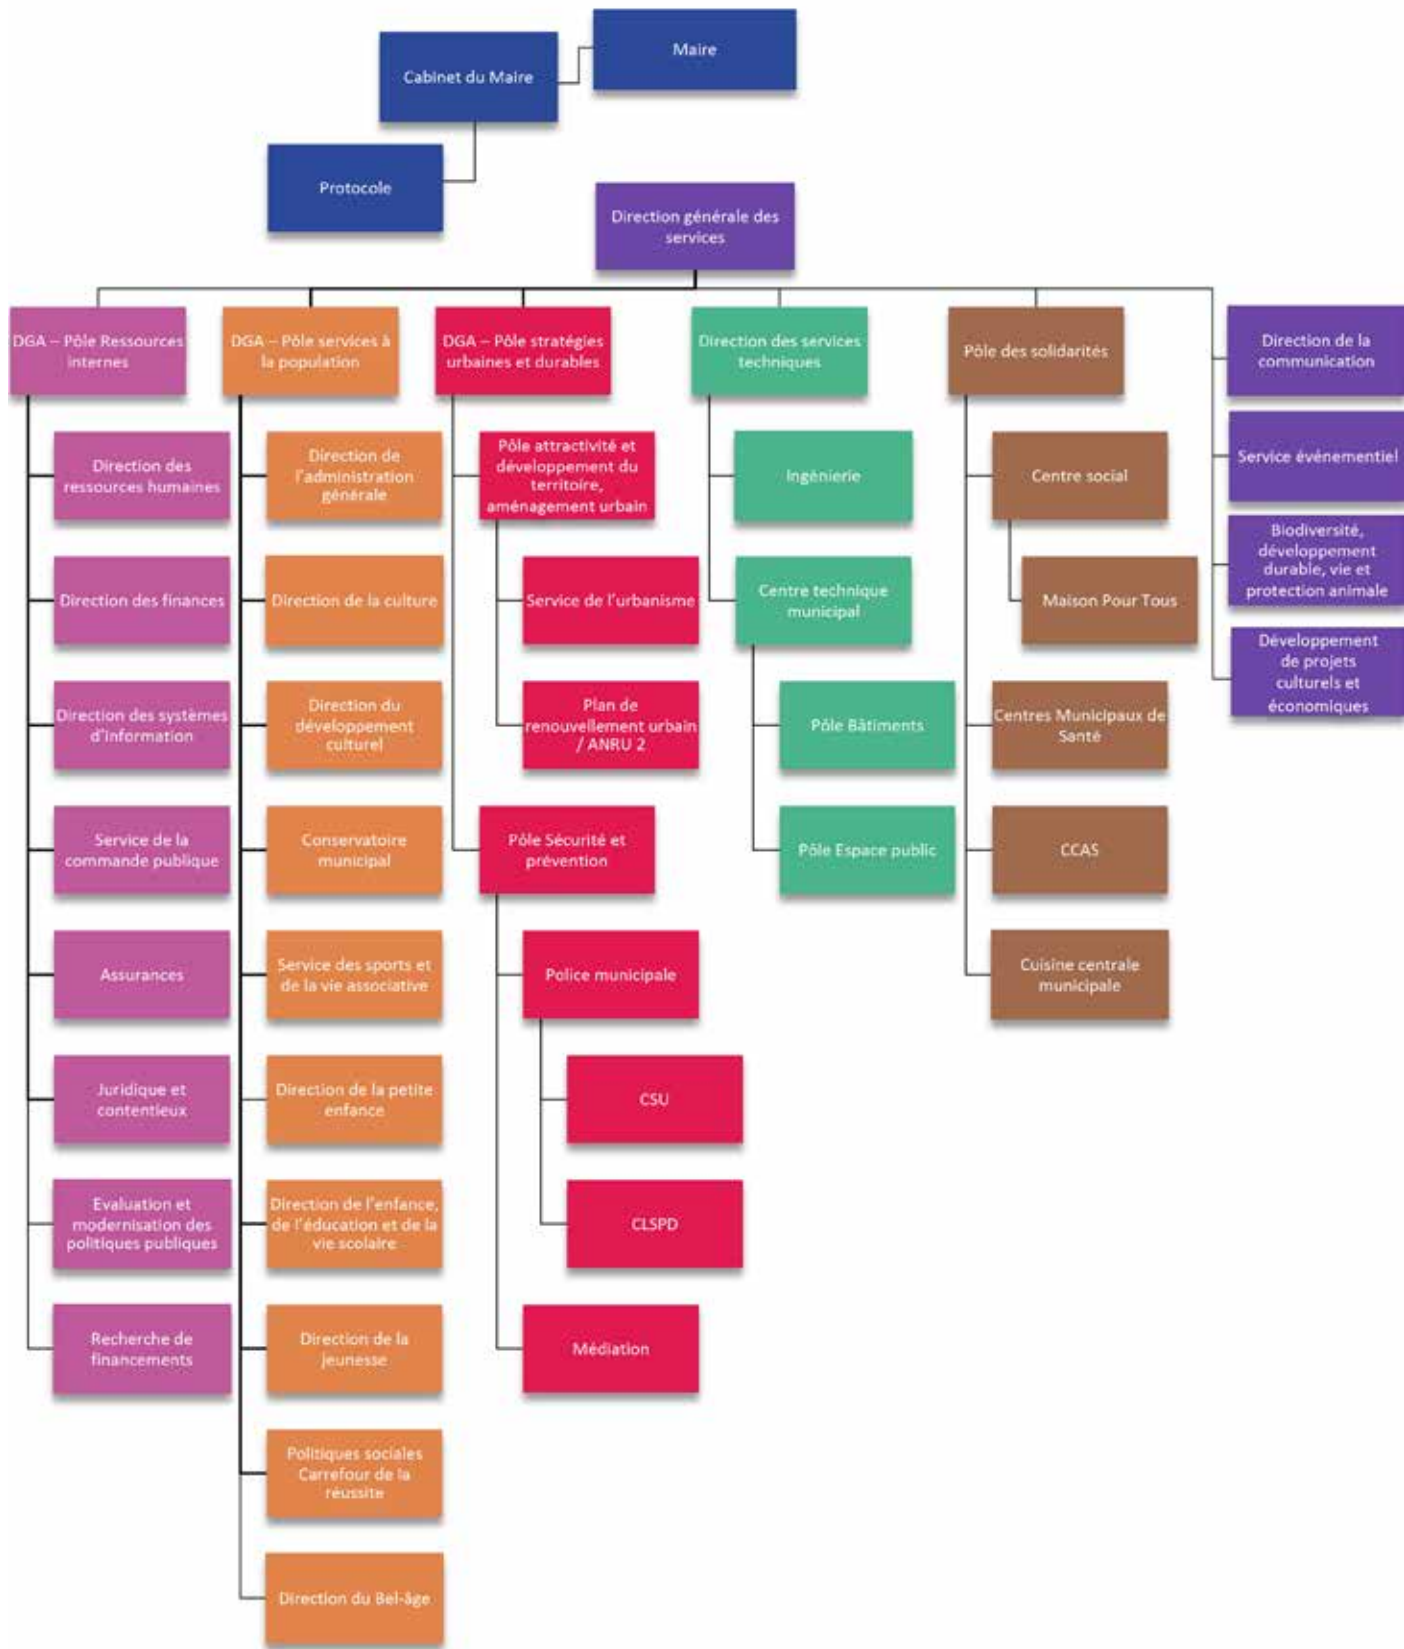 Maire
Cabinet du Maire
Protocole
Direction générale des
services
DGA – Pôle Ressources
internes
Direction des
ressources humaines
Direction des finances
Direction des systèmes
d'information
Service de la
commande publique
Assurances
Juridique et
contentieux
Evaluation et
modernisation des
politiques publiques
Recherche de
financements
DGA – Pôle services à
la population
Direction de
l'administration
générale
Direction de la culture
Direction du
développement
culturel
Conservatoire
municipal
Service des sports et
de la vie associative
Direction de la petite
enfance
Direction de l'enfance,
de l'éducation et de la
vie scolaire
Direction de la
jeunesse
Politiques sociales
Carrefour de la
réussite
Direction du Bel-âge
DGA – Pôle stratégies
urbaines et durables
Pôle attractivité et
développement du
territoire,
aménagement urbain
Service de l'urbanisme
Plan de
renouvellement urbain
/ ANRU 2
Pôle Sécurité et
prévention
Police municipale
CSU
CLSPD
Médiation
Direction des services
techniques
Ingénierie
Centre technique
municipal
Pôle Bâtiments
Pôle Espace public
Pôle des solidarités
Centre social
Maison Pour Tous
Centres Municipaux de
Santé
CCAS
Cuisine centrale
municipale
Direction de la
communication
Service événementiel
Biodiversité,
développement
durable, vie et
protection animale
Développement
de projets
culturels et
économiques